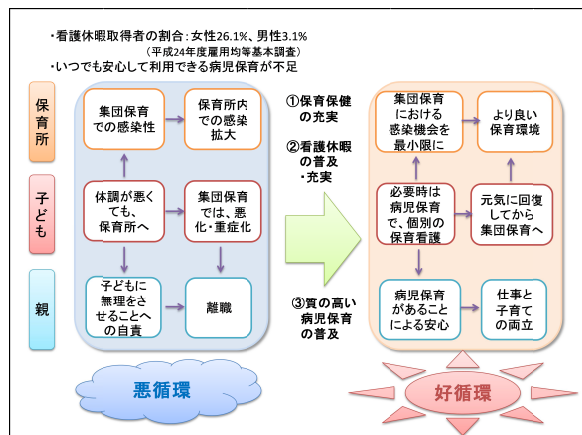 ・看護休暇取得者の割合：女性26.1%、男性3.1%
（平成24年度雇用均等基本調査）
・いつでも安心して利用できる病児保育が不足
保育所
集団保育
での感染性
保育所内
での感染
拡大
子ども
体調が悪く
ても、
保育所へ
集団保育
では、悪
化・重症化
親
子どもに
無理をさ
せることへ
の自責
離職
悪循環
①保育保健
の充実
②看護休暇
の普及
・充実
③質の高い
病児保育
の普及
集団保育
における
感染機会を
最小限に
より良い
保育環境
必要時は
病児保育
で、個別の
保育看護
元気に回復
してから
集団保育へ
病児保育
があること
による安心
仕事と
子育て
の両立
好循環